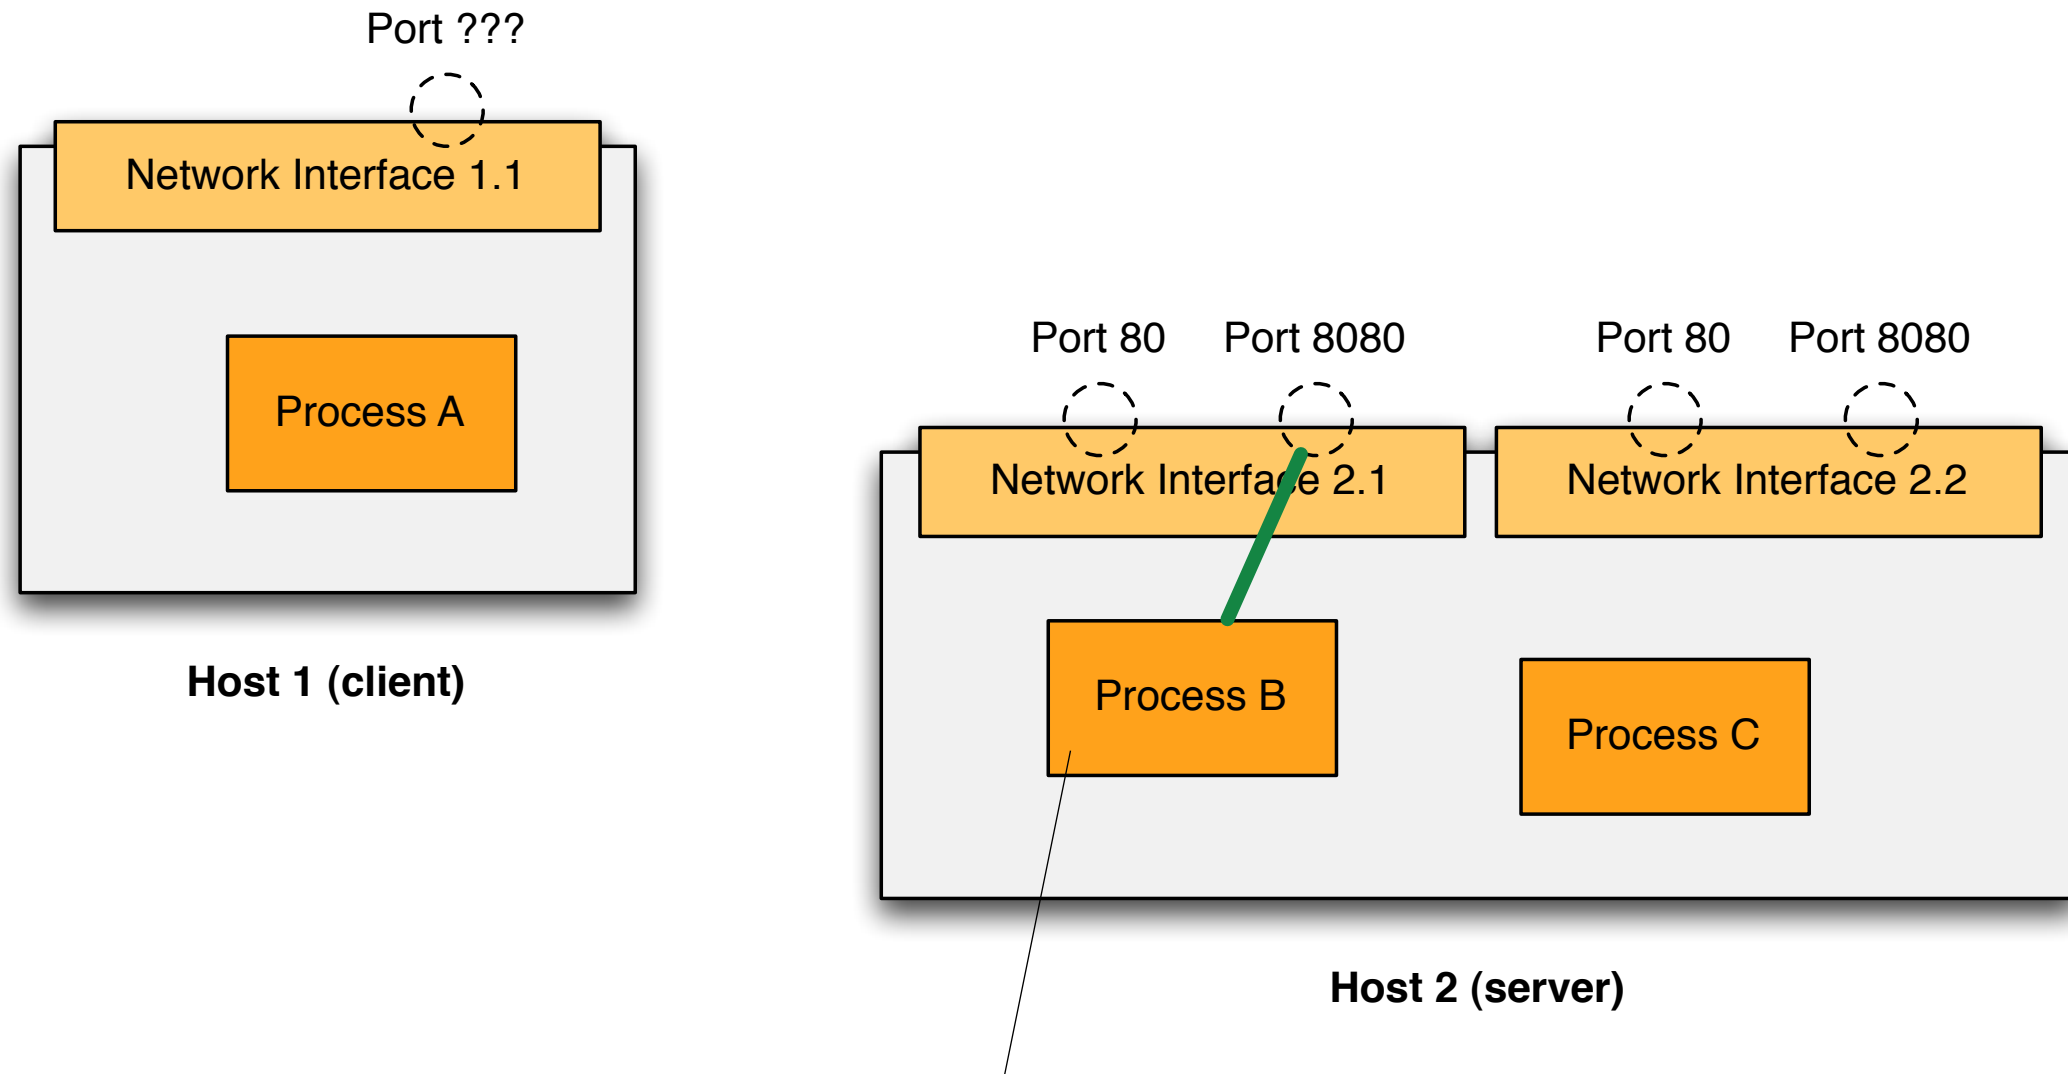 Port ???
Network Interface 1.1
Process A
Host 1 (client)
Port 80
Port 8080
Port 80
Port 8080
Network Interface 2.1
Network Interface 2.2
Process B
Process C
Host 2 (server)